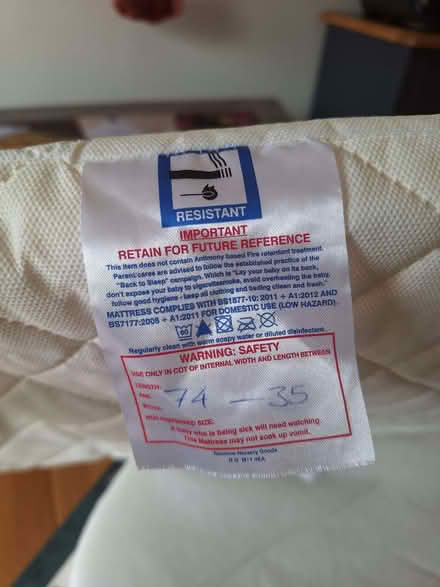 RESISTANT
IMPORTANT
RETAIN FOR FUTURE REFERENCE
This item does not contain Antimony based Fire retardent treatment.
Parent/cares are advised to follow the established practice of the
"Back to Sleep" campaign. Which is "Lay your baby on its back,
don't expose your baby to cigarettesmoke, avoid overheating the baby,
follow good hygiene - keep all clothing and bedding clean and fresh."
MATTRESS COMPLIES WITH BS1877-10: 2011 + A1:2012 AND
BS7177:2008 + A1:2011 FOR DOMESTIC USE (LOW HAZARD).
Regularly clean with warm soapy water or diluted disinfectant.
WARNING: SAFETY
USE ONLY IN COT OF INTERNAL WIDTH AND LENGTH BETWEEN
LENGTH:
AND
WIDTH:
74 - 35
SIZE:
A baby who is being sick will need watching
This Mattress may not soak up vomit.
Nursery Goods